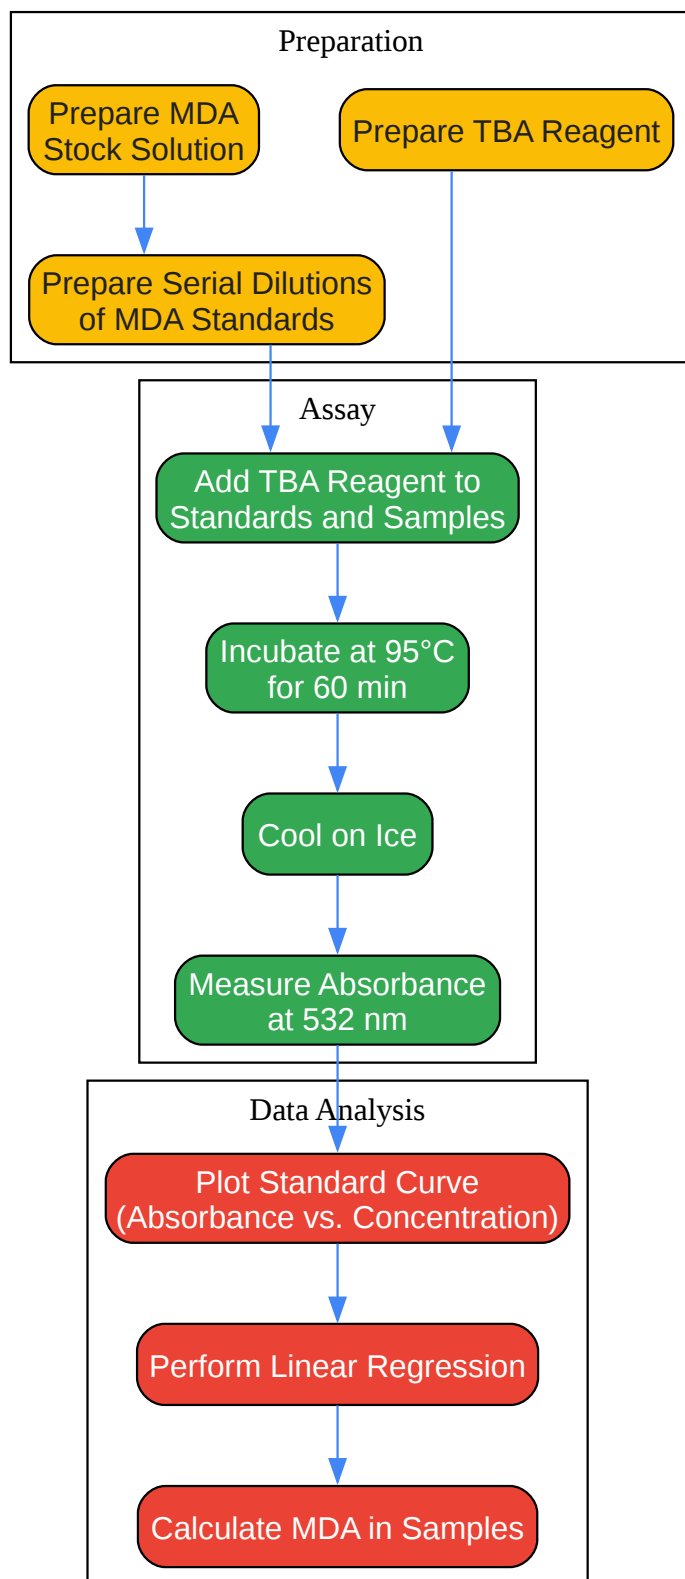 Preparation
Prepare MDA
Stock Solution
Prepare TBA Reagent
Prepare Serial Dilutions
of MDA Standards
Assay
Add TBA Reagent to
Standards and Samples
Incubate at 95°C
for 60 min
Cool on Ice
Measure Absorbance
at 532 nm
Data Analysis
Plot Standard Curve
(Absorbance vs. Concentration)
Perform Linear Regression
Calculate MDA in Samples